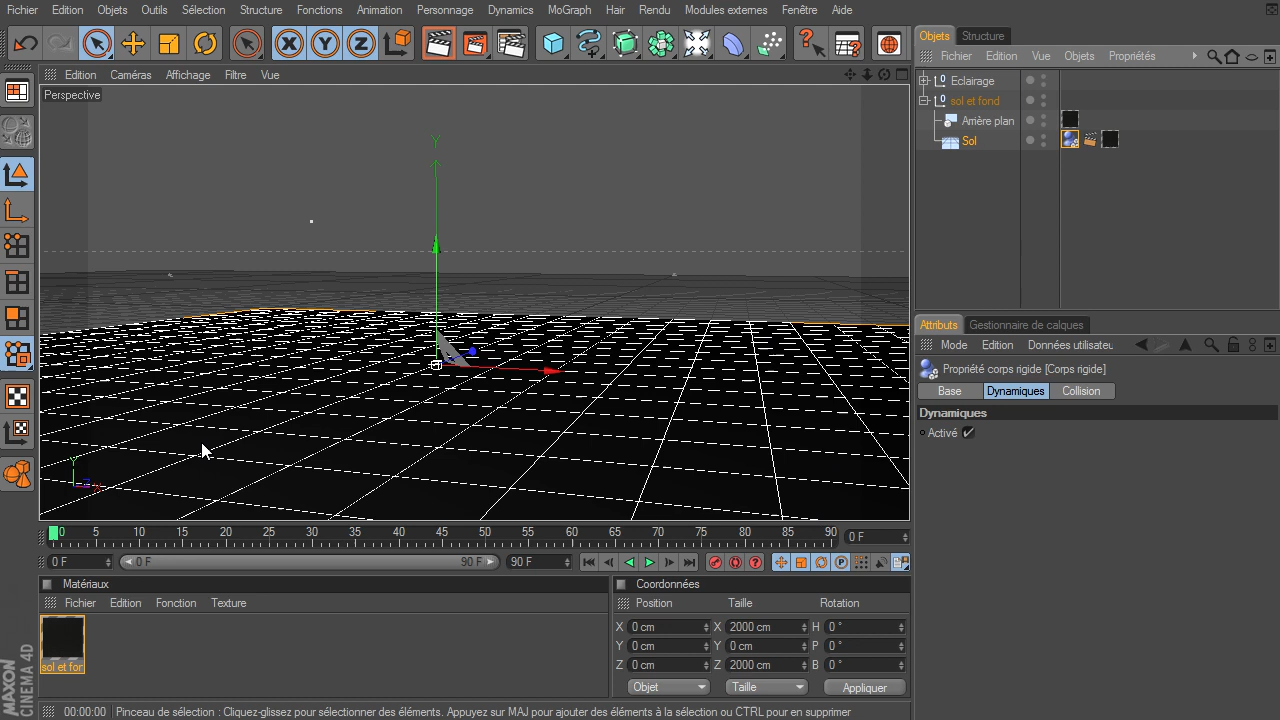 Fichier Edition Objets Outils Sélection Structure Fonctions Animation Personnage Dynamics MoGraph Hair Rendu Modules externes Fenêtre Aide
Objets Structure
Fichier Edition Vue Objets Propriétés
Eclairage
sol et fond
Arrière plan
Sol
Edition Caméras Affichage Filtre Vue
Perspective
Y
Y
Z
X
Attributs Gestionnaire de calques
Mode Edition Données utilisateu
Propriété corps rigide [Corps rigide]
Base Dynamiques Collision
Dynamiques
Activé
0 5 10 15 20 25 30 35 40 45 50 55 60 65 70 75 80 85 90 0 F
0 F 0 F 90 F 90 F
Matériaux
Fichier Edition Fonction Texture
sol et for
Coordonnées
Position Taille Rotation
X 0 cm X 2000 cm H 0 °
Y 0 cm Y 0 cm P 0 °
Z 0 cm Z 2000 cm B 0 °
Objet Taille Appliquer
MAXON
CINEMA 4D
00:00:00 Pinceau de sélection : Cliquez-glissez pour sélectionner des éléments. Appuyez sur MAJ pour ajouter des éléments à la sélection ou CTRL pour en supprimer